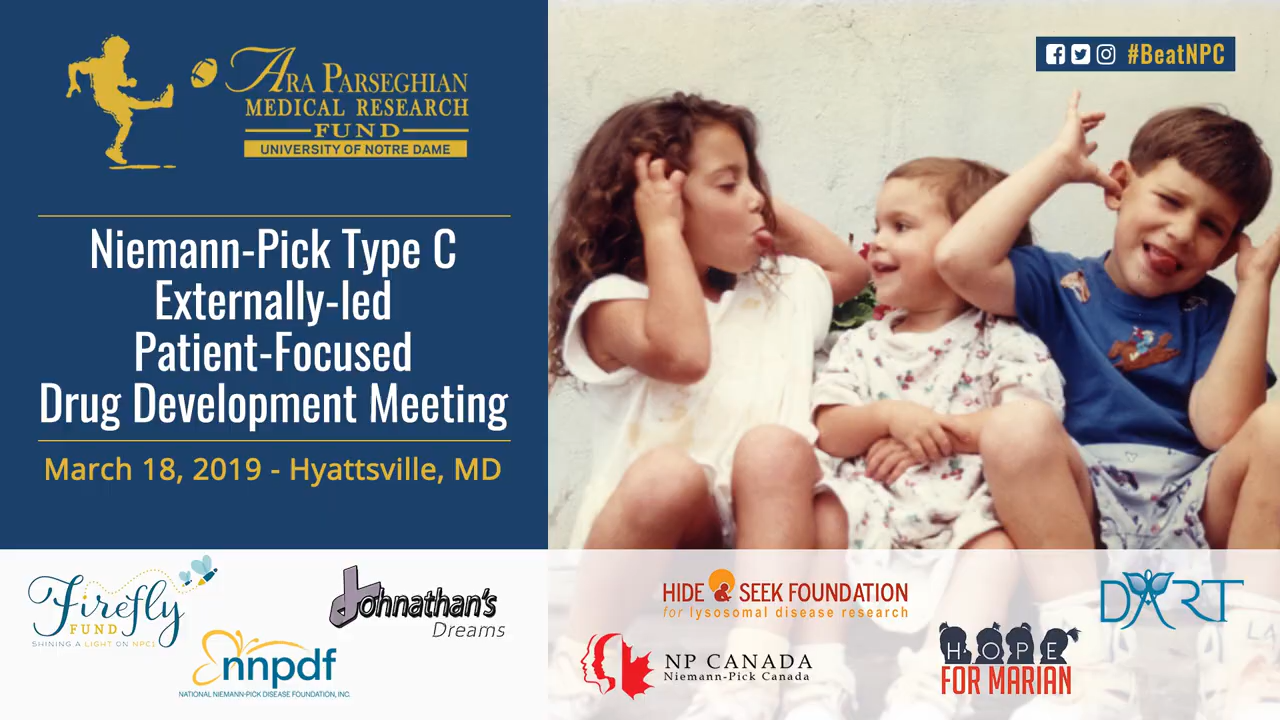 ARA PARSEGHIAN
MEDICAL RESEARCH
FUND
UNIVERSITY OF NOTRE DAME
#BeatNPC
Niemann-Pick Type C
Externally-led
Patient-Focused
Drug Development Meeting
March 18, 2019 - Hyattsville, MD
Firefly
FUND
SHINING A LIGHT ON NPC1
Johnathan's
Dreams
nnpdf
NATIONAL NIEMANN-PICK DISEASE FOUNDATION, INC.
HIDE & SEEK FOUNDATION
for lysosomal disease research
NP CANADA
Niemann-Pick Canada
DART
HOPE
FOR MARIAN